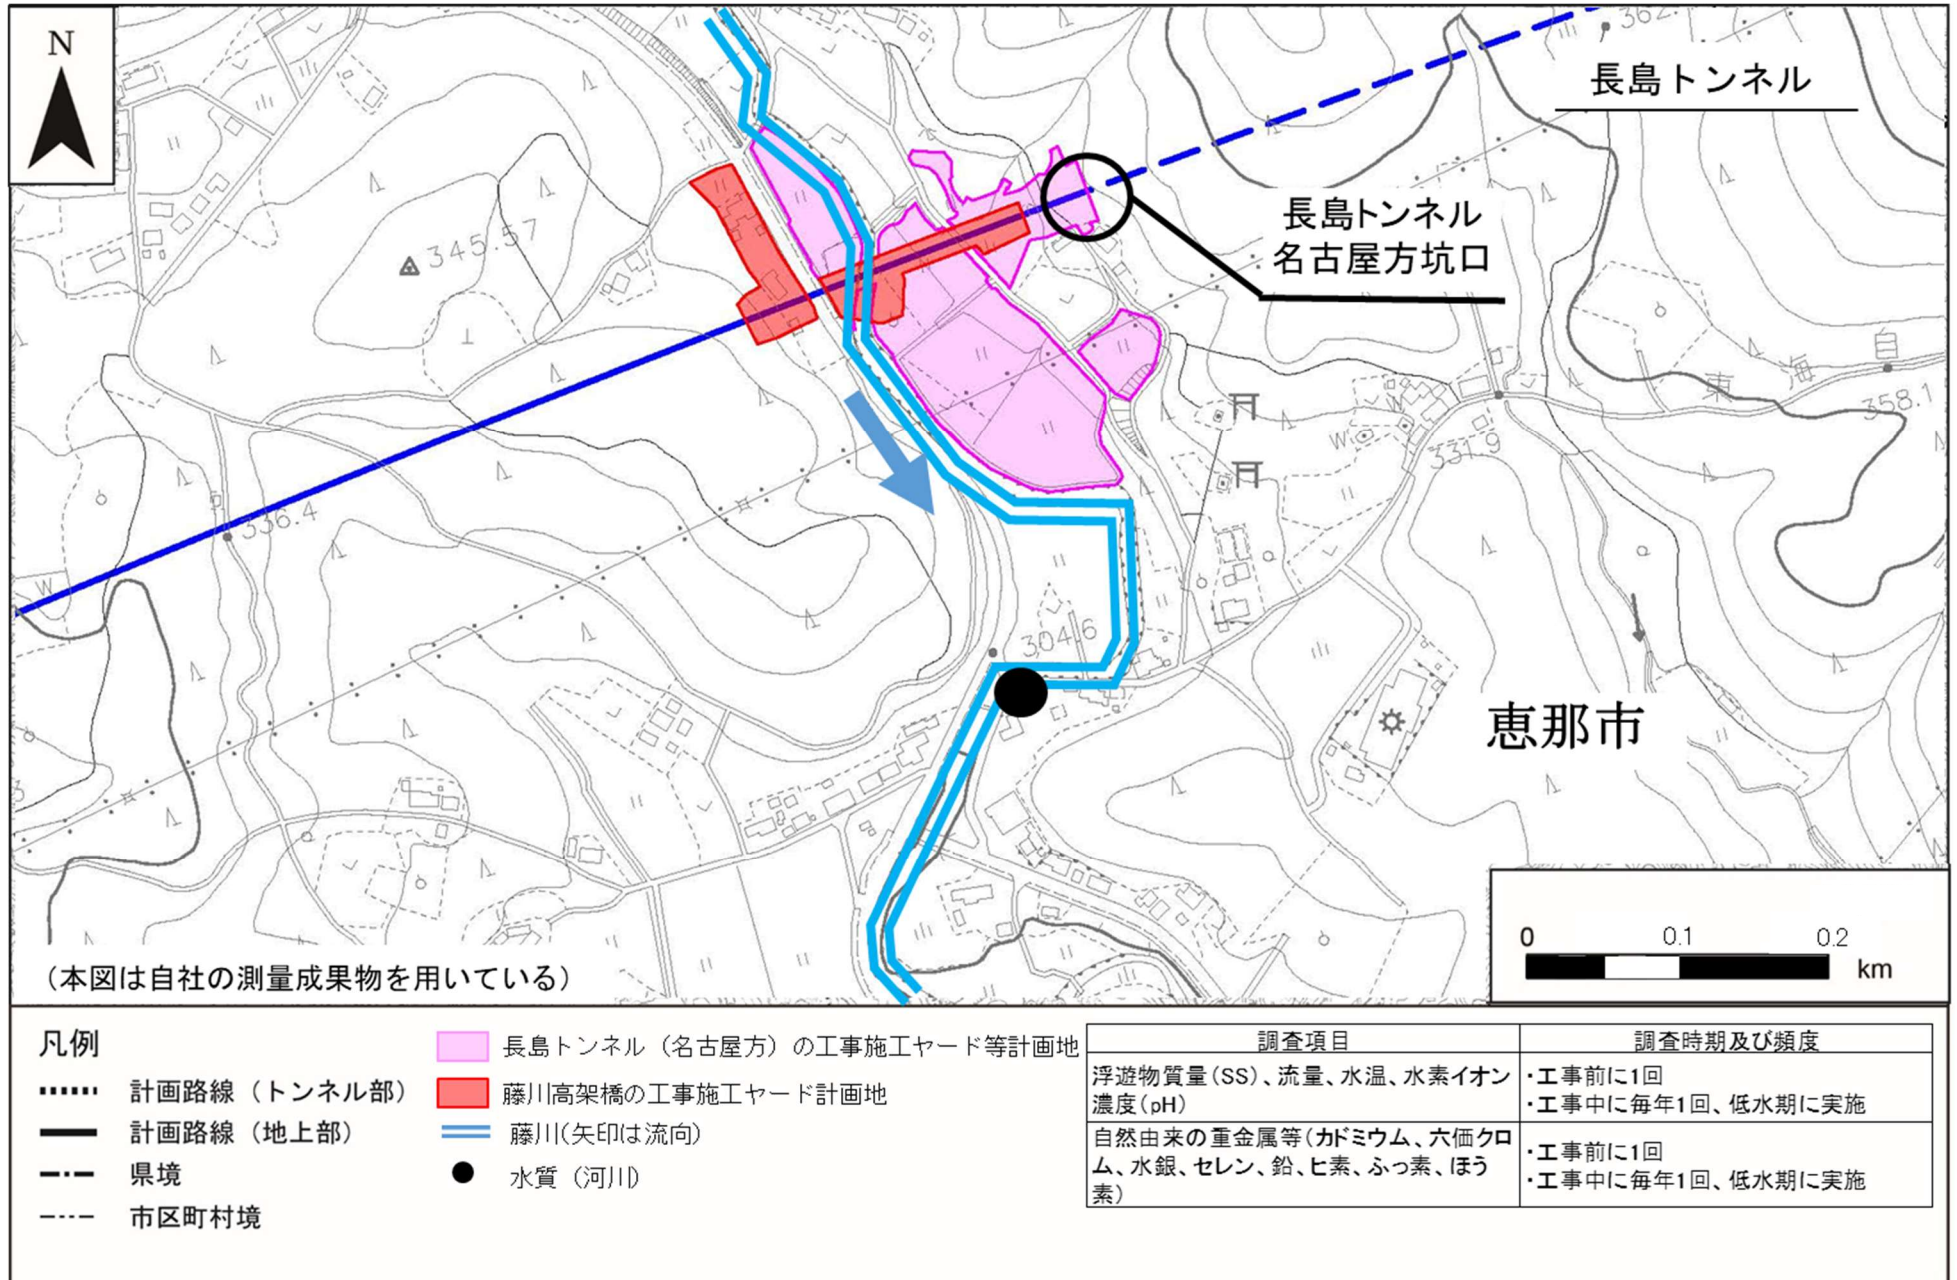 N
362.
長島トンネル
長島トンネル
名古屋方坑口
345.57
東
海
358.1
331.9
W
336.4
W
304.6
恵那市
0 0.1 0.2
km
(本図は自社の測量成果物を用いている)
凡例
計画路線(トンネル部)
計画路線(地上部)
県境
市区町村境
長島トンネル(名古屋方)の工事施工ヤード等計画地
藤川高架橋の工事施工ヤード計画地
藤川(矢印は流向)
水質(河川)
調査項目 調査時期及び頻度
浮遊物質量(SS)、流量、水温、水素イオン
濃度(pH)
・工事前に1回
・工事中に毎年1回、低水期に実施
自然由来の重金属等(カドミウム、六価クロ
ム、水銀、セレン、鉛、ヒ素、ふっ素、ほう
素)
・工事前に1回
・工事中に毎年1回、低水期に実施